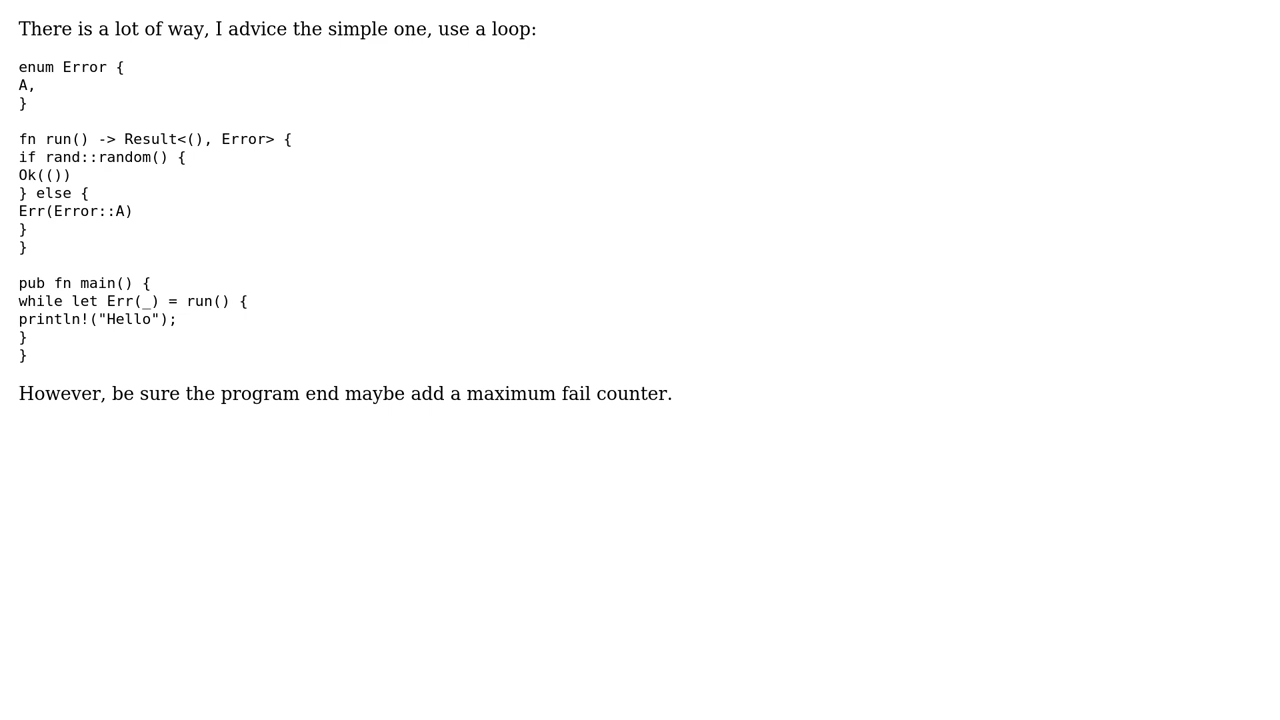 There is a lot of way, I advice the simple one, use a loop:
enum Error {
A,
}
fn run() -> Result<(), Error> {
if rand::random() {
Ok(())
} else {
Err(Error::A)
}
}
pub fn main() {
while let Err(_) = run() {
println!("Hello");
}
}
However, be sure the program end maybe add a maximum fail counter.